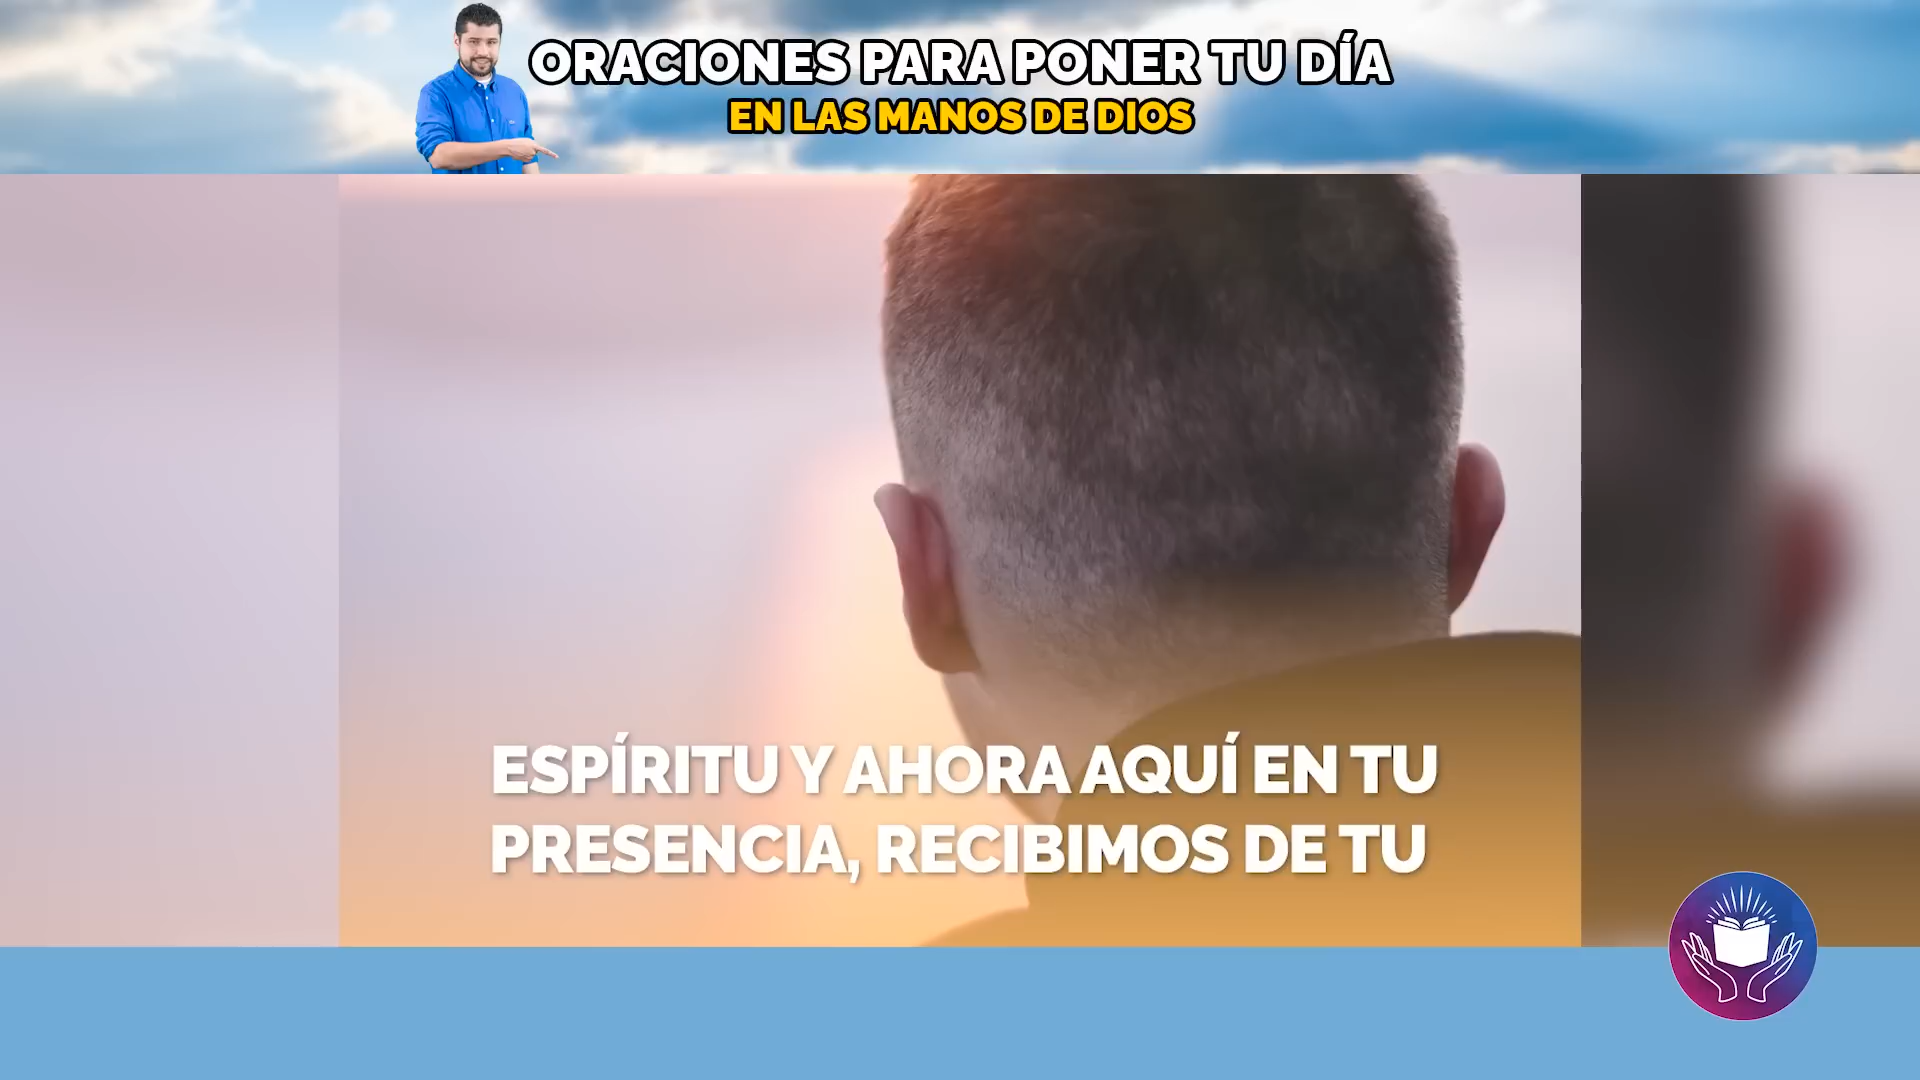 ORACIONES PARA PONER TU DÍA
EN LAS MANOS DE DIOS
ESPÍRITU Y AHORA AQUÍ EN TU
PRESENCIA, RECIBIMOS DE TU